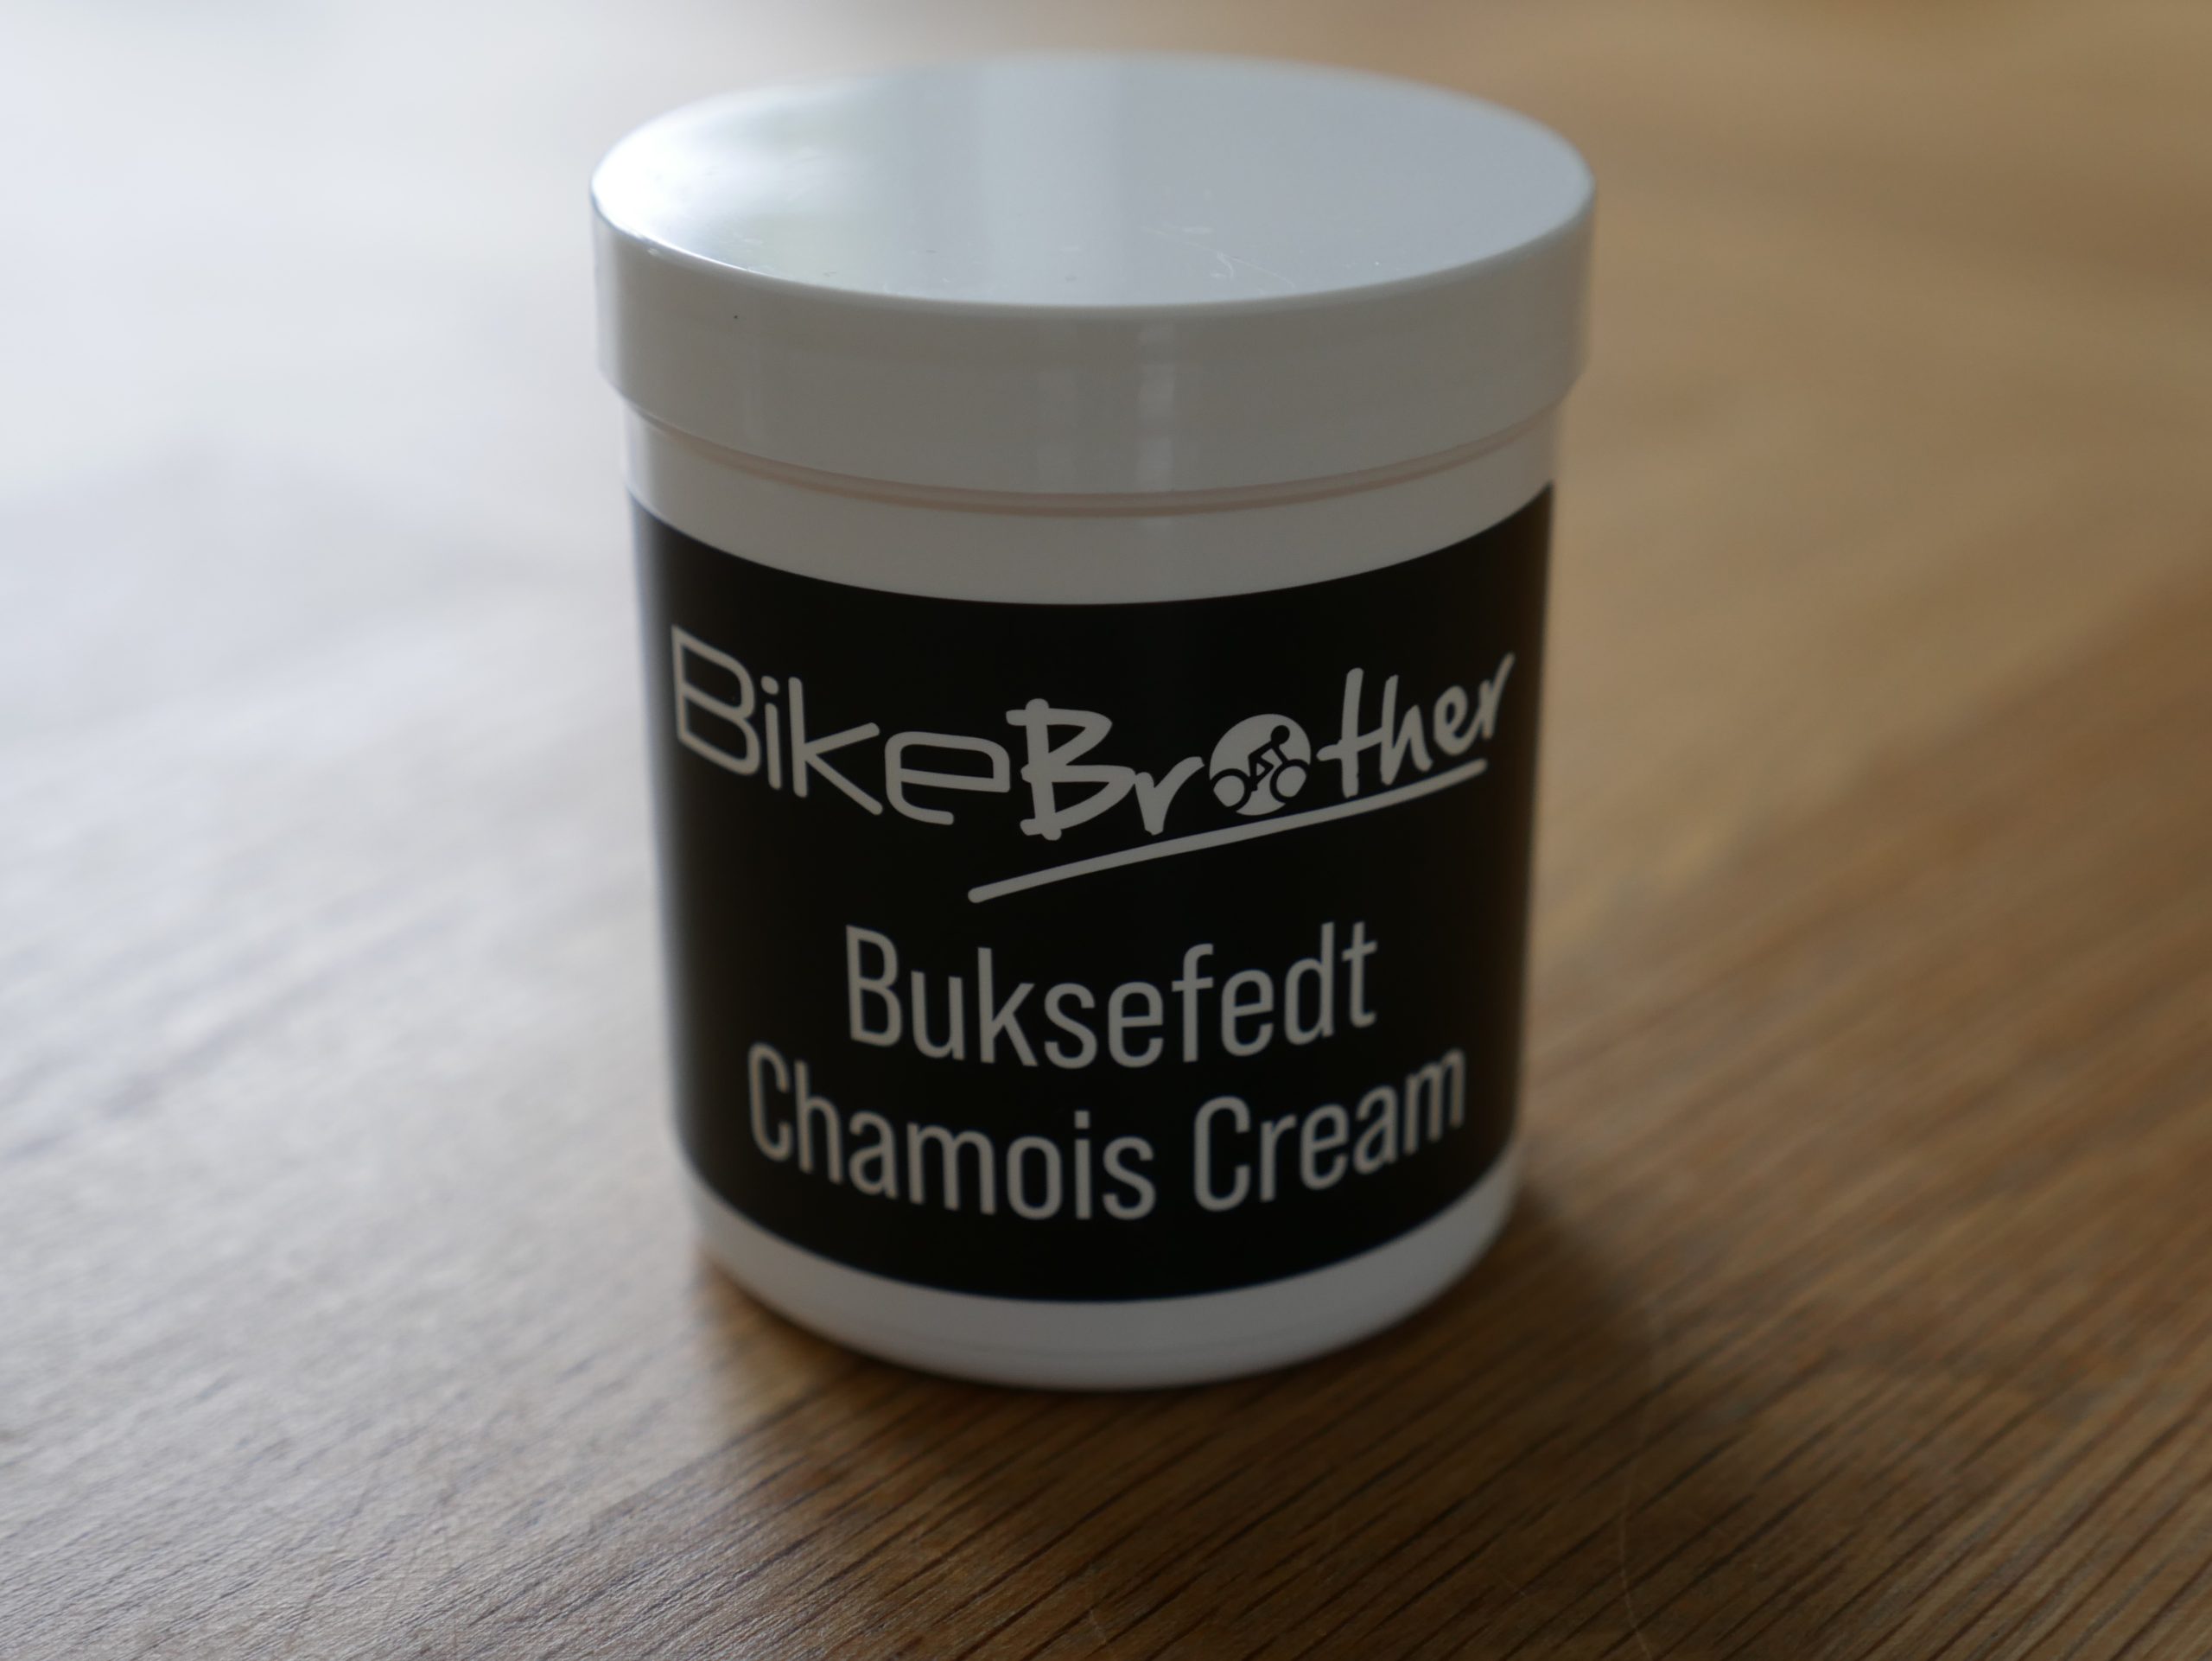 BikeBrother
Buksefedt
Chamois Cream